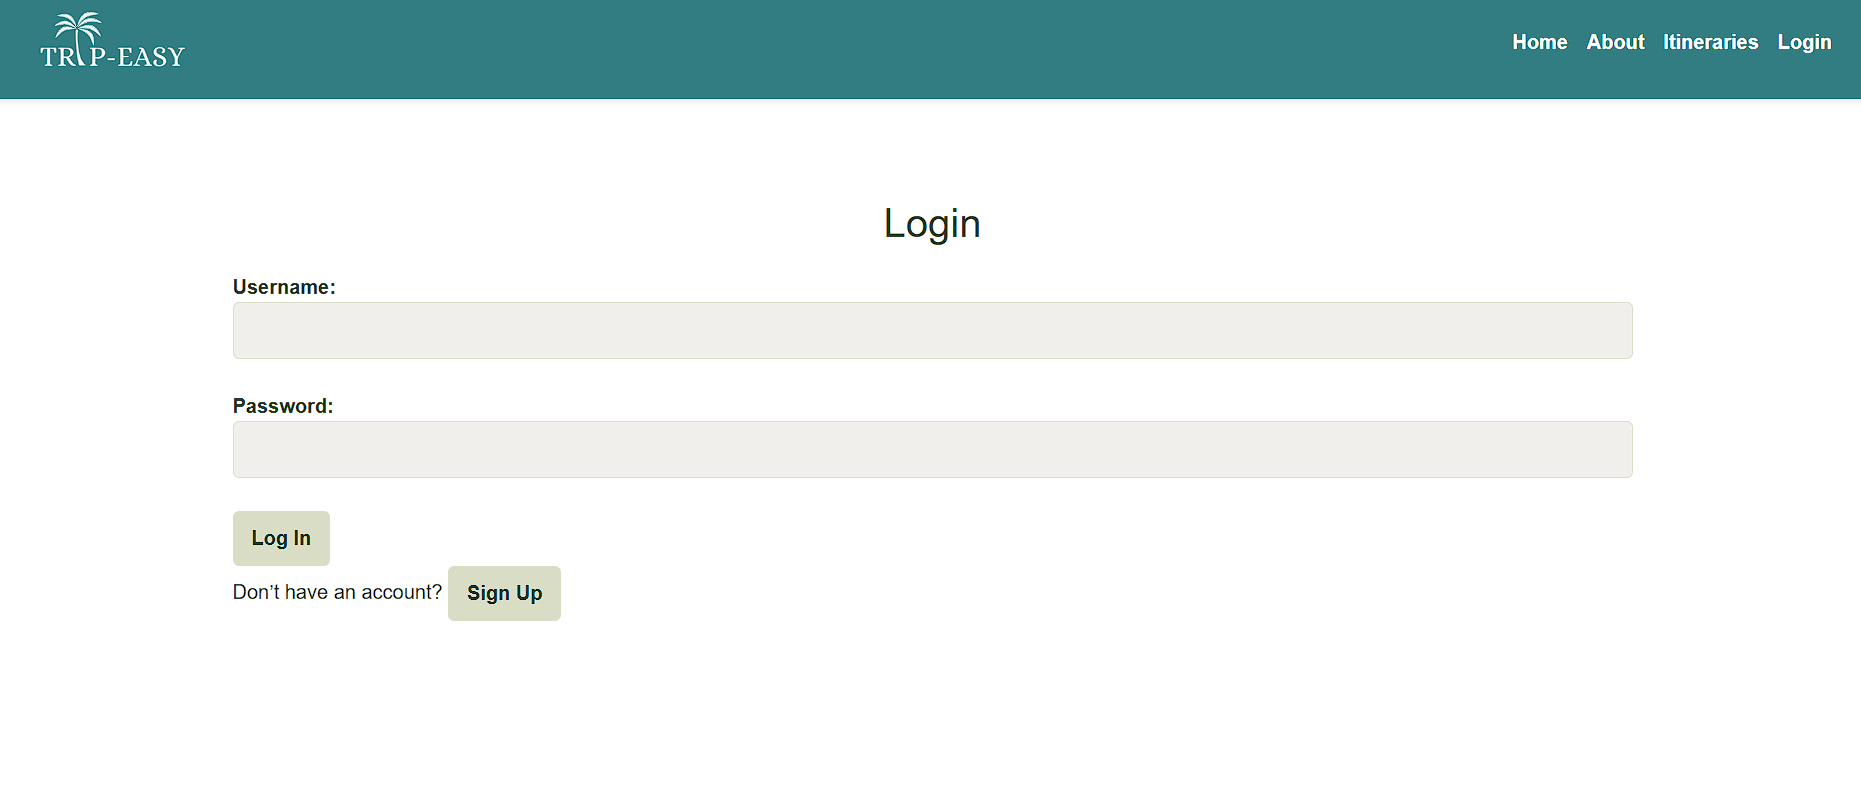 TRIP-EASY
Home About Itineraries Login
Login
Username:
Password:
Log In
Don’t have an account? Sign Up